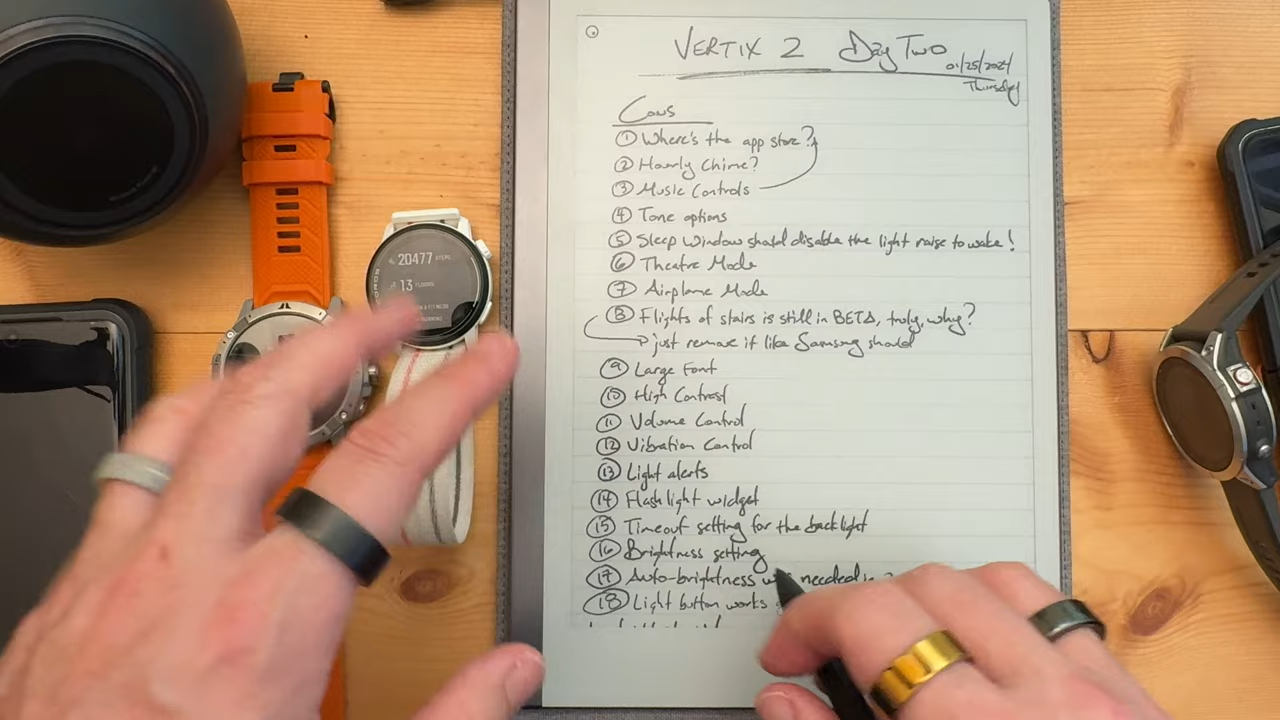 VERTIX 2 Day Two
01/25/2024
Thursday
Cons
1 Where's the app store?
2 Hourly Chime?
3 Music Controls
4 Tone options
5 Sleep Window should disable the light raise to wake!
6 Theatre Mode
7 Airplane Mode
8 Flights of stairs is still in BETA, truly, why?
just remove it like Samsung should
9 Large Font
10 High Contrast
11 Volume Control
12 Vibration Control
13 Light alerts
14 Flashlight widget
15 Timeout setting for the backlight
16 Brightness setting
17 Auto-brightness needed
18 Light button works
20477 STEPS
13 FLOORS